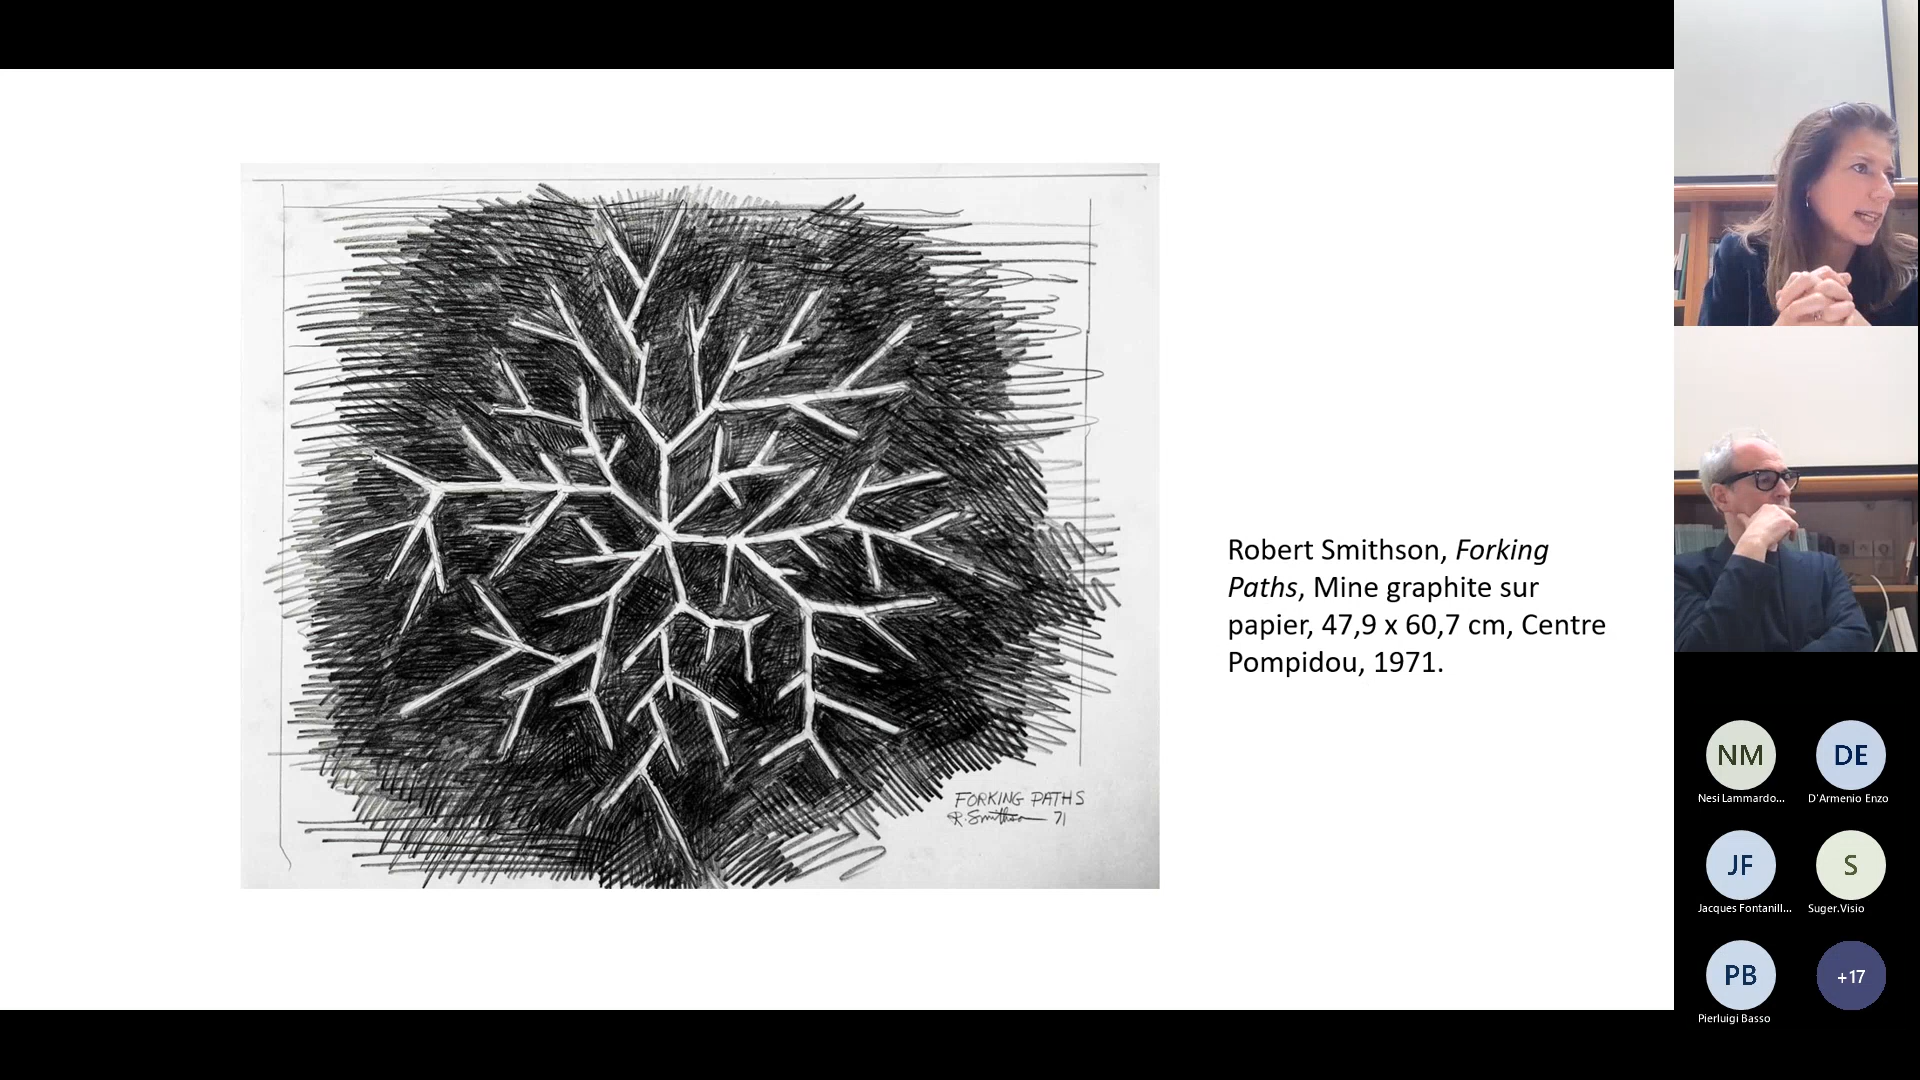 FORKING PATHS
R. Smithson 71
Robert Smithson, Forking
Paths, Mine graphite sur
papier, 47,9 x 60,7 cm, Centre
Pompidou, 1971.
NM
DE
Nesi Lammardo...
D'Armenio Enzo
JF
S
Jacques Fontanill...
Suger.Visio
PB
+17
Pierluigi Basso